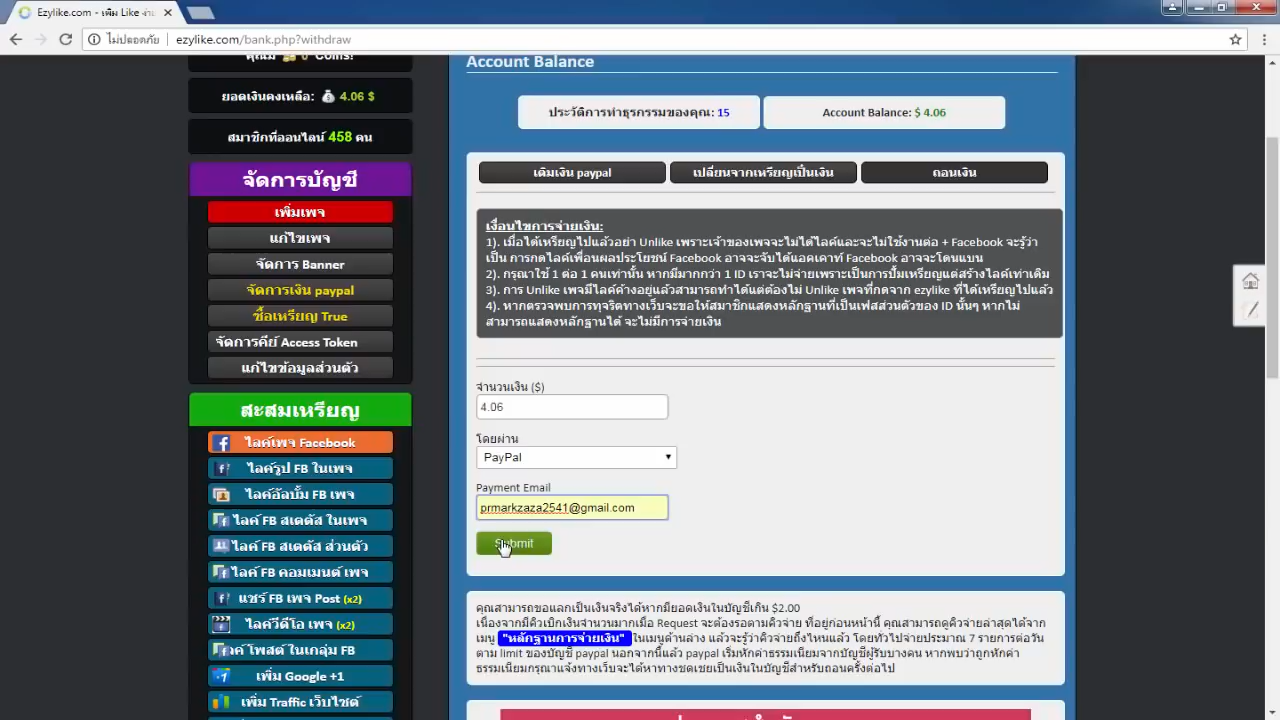 Ezylike.com - เพิ่ม Like
ไม่ปลอดภัย
ezylike.com/bank.php?withdraw
คุณมี 0 Coins!
ยอดเงินคงเหลือ: 4.06 $
สมาชิกที่ออนไลน์ 458 คน
จัดการบัญชี
เพิ่มเพจ
แก้ไขเพจ
จัดการ Banner
จัดการเงิน paypal
ซื้อเหรียญ True
จัดการคีย์ Access Token
แก้ไขข้อมูลส่วนตัว
สะสมเหรียญ
ไลค์เพจ Facebook
ไลค์รูป FB ในเพจ
ไลค์อัลบั้ม FB เพจ
ไลค์ FB สเตตัส ในเพจ
ไลค์ FB สเตตัส ส่วนตัว
ไลค์ FB คอมเมนต์ เพจ
แชร์ FB เพจ Post (x2)
ไลค์วีดีโอ เพจ (x2)
ไลค์ โพสต์ ในกลุ่ม FB
เพิ่ม Google +1
เพิ่ม Traffic เว็บไซต์
Account Balance
ประวัติการทำธุรกรรมของคุณ: 15
Account Balance: $ 4.06
เติมเงิน paypal
เปลี่ยนจากเหรียญเป็นเงิน
ถอนเงิน
เงื่อนไขการจ่ายเงิน:
1). เมื่อได้เหรียญไปแล้วอย่า Unlike เพราะเจ้าของเพจจะไม่ได้ไลค์และจะไม่ใช้งานต่อ + Facebook จะรู้ว่า
เป็น การกดไลค์เพื่อนผลประโยชน์ Facebook อาจจะจับได้แอคเคาท์ Facebook อาจจะโดนแบน
2). กรุณาใช้ 1 ต่อ 1 คนเท่านั้น หากมีมากกว่า 1 ID เราจะไม่จ่ายเพราะเป็นการปั้มเหรียญแต่สร้างไลค์เท่าเดิม
3). การ Unlike เพจมีไลค์ค้างอยู่แล้วสามารถทำได้แต่ต้องไม่ Unlike เพจที่กดจาก ezylike ที่ได้เหรียญไปแล้ว
4). หากตรวจพบการทุจริตทางเว็บจะขอให้สมาชิกแสดงหลักฐานที่เป็นเฟสส่วนตัวของ ID นั้นๆ หากไม่
สามารถแสดงหลักฐานได้ จะไม่มีการจ่ายเงิน
จำนวนเงิน ($)
4.06
โดยผ่าน
PayPal
Payment Email
prmarkzaza2541@gmail.com
Submit
คุณสามารถขอแลกเป็นเงินจริงได้หากมียอดเงินในบัญชีเกิน $2.00
เนื่องจากมีคิวเบิกเงินจำนวนมากเมื่อ Request จะต้องรอตามคิวจ่าย ที่อยู่ก่อนหน้านี้ คุณสามารถดูคิวจ่ายล่าสุดได้จาก
เมนู "หลักฐานการจ่ายเงิน" ในเมนูด้านล่าง แล้วจะรู้ว่าคิวจ่ายถึงไหนแล้ว โดยทั่วไปจ่ายประมาณ 7 รายการต่อวัน
ตาม limit ของบัญชี paypal นอกจากนี้แล้ว paypal เริ่มหักค่าธรรมเนียมจากบัญชีผู้รับบางคน หากพบว่าถูกหักค่า
ธรรมเนียมกรุณาแจ้งทางเว็บจะได้หาทางชดเชยเป็นเงินในบัญชีสำหรับถอนครั้งต่อไป